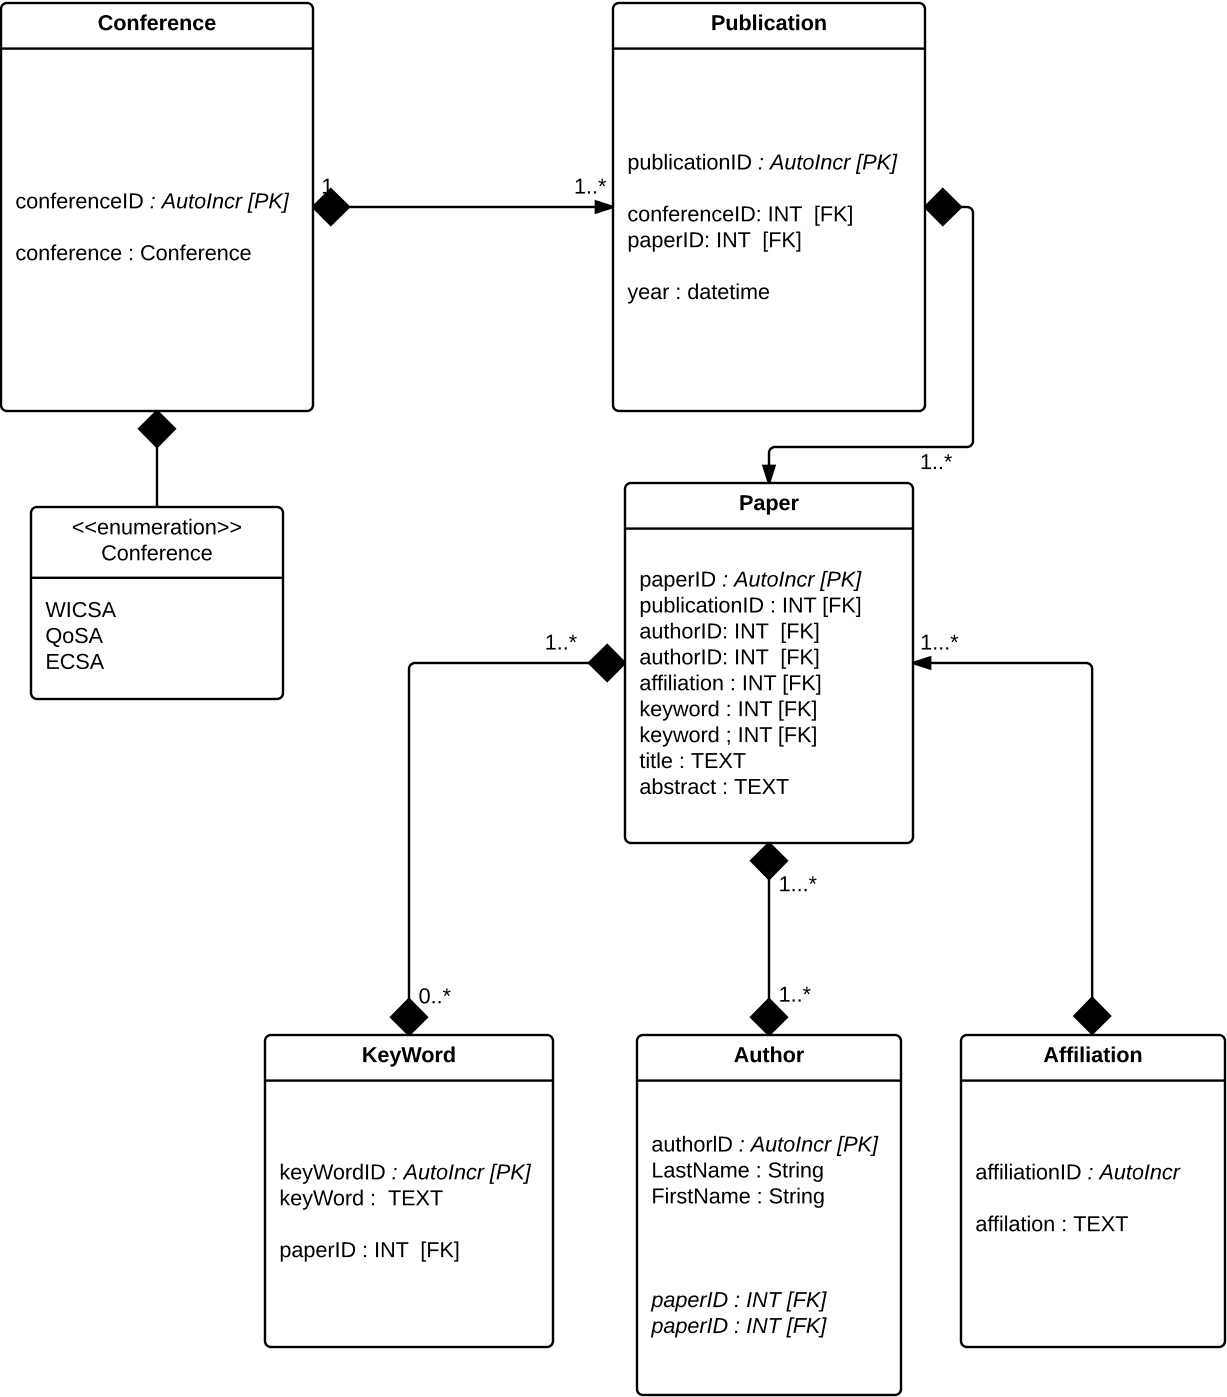 Conference
conferenceID : AutoIncr [PK]
conference : Conference
1
1..*
Publication
publicationID : AutoIncr [PK]
conferenceID: INT  [FK]
paperID: INT  [FK]
year : datetime
1..*
<<enumeration>>
Conference
WICSA
QoSA
ECSA
Paper
paperID : AutoIncr [PK]
publicationID : INT [FK]
authorID: INT  [FK]
authorID: INT  [FK]
affiliation : INT [FK]
keyword : INT [FK]
keyword ; INT [FK]
title : TEXT
abstract : TEXT
1..*
1...*
1...*
0..*
1..*
KeyWord
keyWordID : AutoIncr [PK]
keyWord :  TEXT
paperID : INT  [FK]
Author
authorID : AutoIncr [PK]
LastName : String
FirstName : String
paperID : INT [FK]
paperID : INT [FK]
Affiliation
affiliationID : AutoIncr
affilation : TEXT